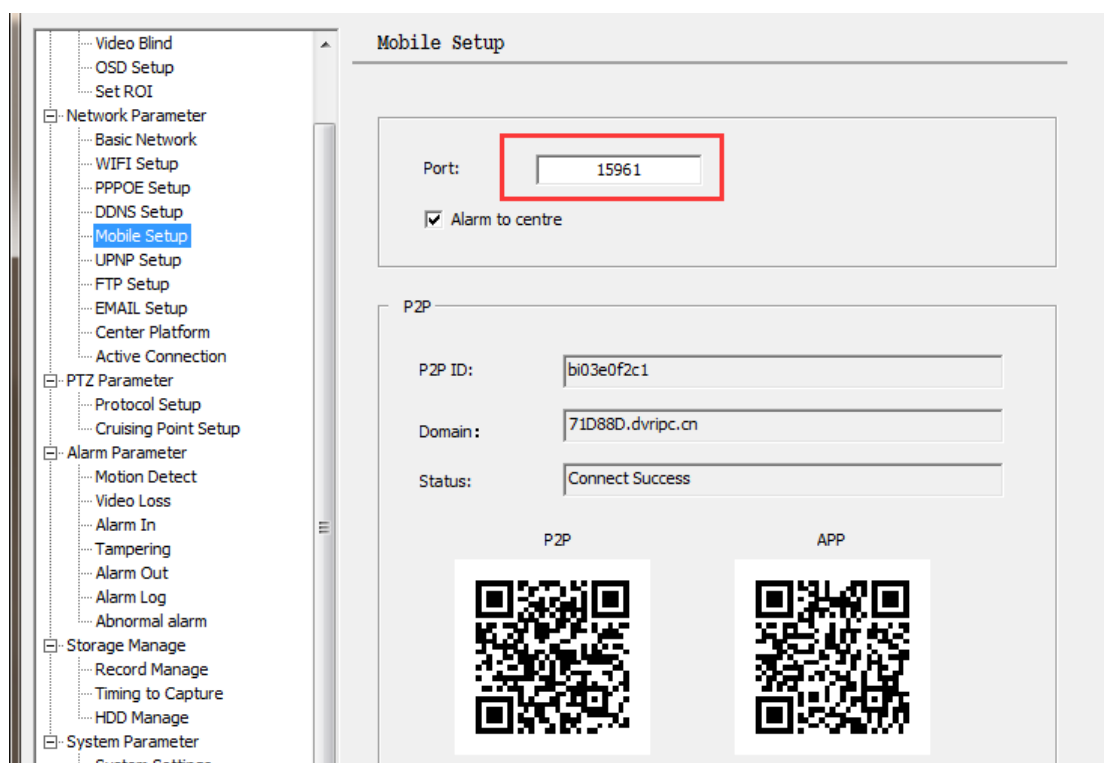 Video Blind
OSD Setup
Set ROI
Network Parameter
Basic Network
WIFI Setup
PPPOE Setup
DDNS Setup
Mobile Setup
UPNP Setup
FTP Setup
EMAIL Setup
Center Platform
Active Connection
PTZ Parameter
Protocol Setup
Cruising Point Setup
Alarm Parameter
Motion Detect
Video Loss
Alarm In
Tampering
Alarm Out
Alarm Log
Abnormal alarm
Storage Manage
Record Manage
Timing to Capture
HDD Manage
System Parameter
System Settings
Mobile Setup
Port: 15961
Alarm to centre
P2P
P2P ID: bi03e0f2c1
Domain: 71D88D.dvripc.cn
Status: Connect Success
P2P APP